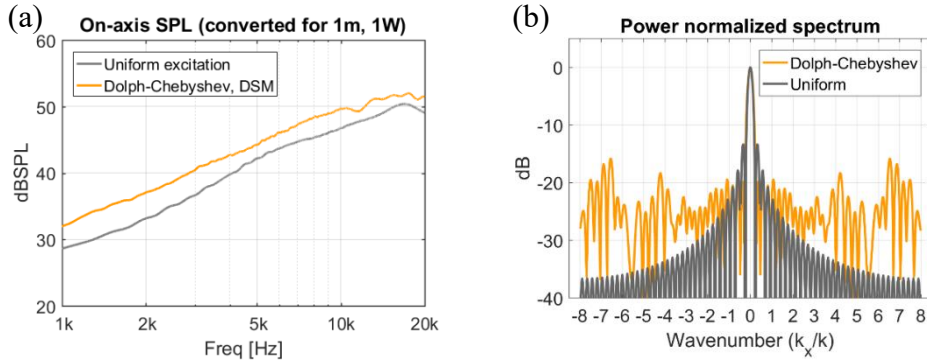 (a)
On-axis SPL (converted for 1m, 1W)
60
50
40
30
20
dBSPL
Uniform excitation
Dolph-Chebyshev, DSM
1k 2k 5k 10k 20k
Freq [Hz]
(b)
Power normalized spectrum
0
-10
-20
-30
-40
dB
Dolph-Chebyshev
Uniform
-8 -7 -6 -5 -4 -3 -2 -1 0 1 2 3 4 5 6 7 8
Wavenumber (k_x/k)